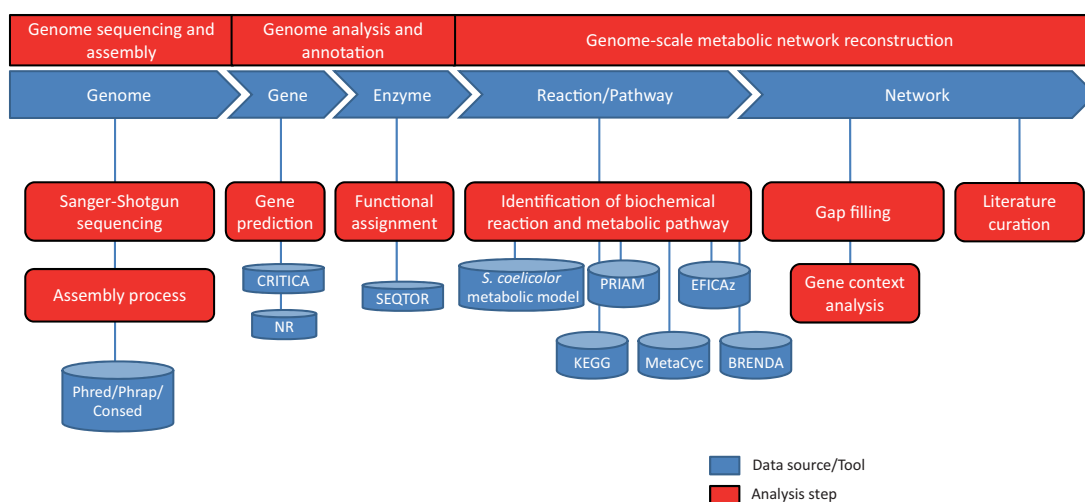 Genome sequencing and
assembly
Genome analysis and
annotation
Genome-scale metabolic network reconstruction
Genome
Gene
Enzyme
Reaction/Pathway
Network
Sanger-Shotgun
sequencing
Gene
prediction
Functional
assignment
Identification of biochemical
reaction and metabolic pathway
Gap filling
Literature
curation
Assembly process
CRITICA
NR
SEQTOR
S. coelicolor
metabolic model
PRIAM
EFICAz
Gene context
analysis
KEGG
MetaCyc
BRENDA
Phred/Phrap/
Consed
Data source/Tool
Analysis step